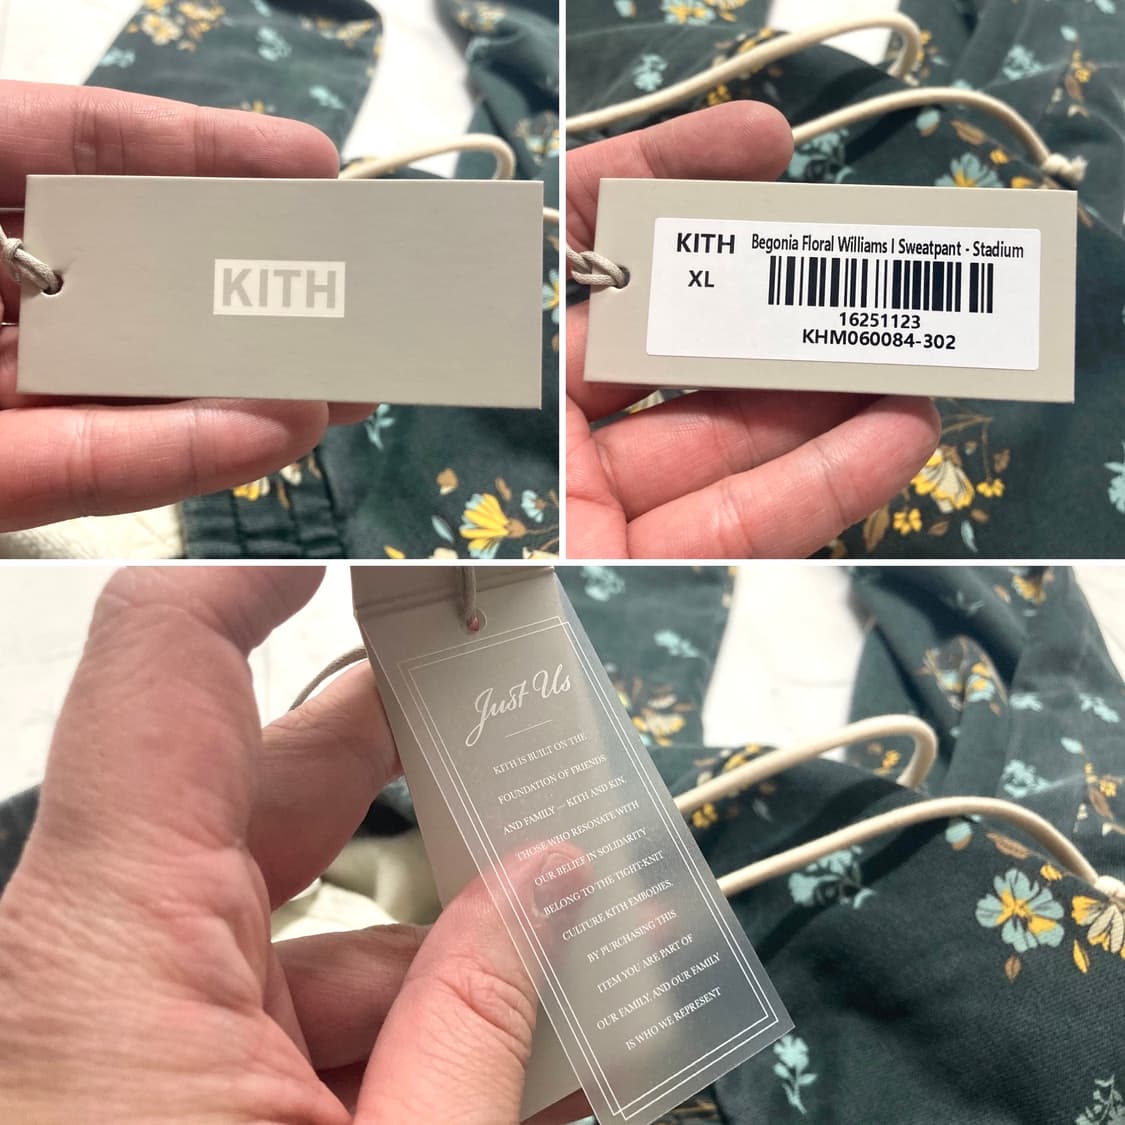 KITH
KITH Begonia Floral Williams I Sweatpant - Stadium
XL
16251123
KHM060084-302
Just Us
KITH IS BUILT ON THE
FOUNDATION OF FRIENDS
AND FAMILY — KITH AND KIN.
THOSE WHO RESONATE WITH
OUR BELIEF IN SOLIDARITY
BELONG TO THE TIGHT-KNIT
CULTURE KITH EMBODIES.
BY PURCHASING THIS
ITEM YOU ARE PART OF
OUR FAMILY, AND OUR FAMILY
IS WHO WE REPRESENT